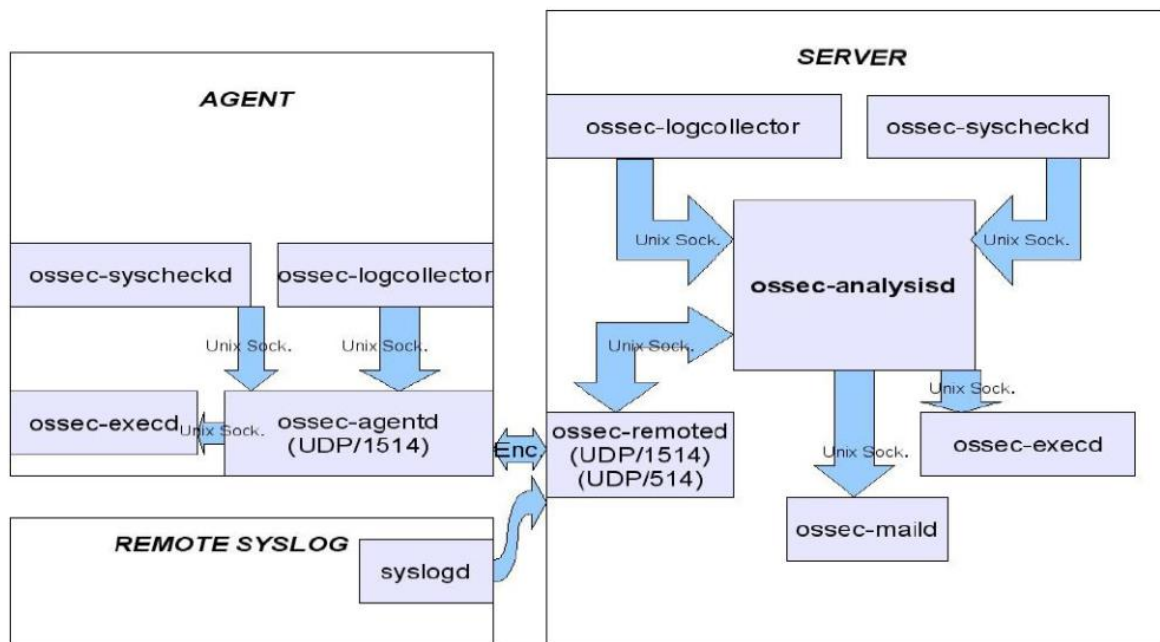 AGENT
ossec-syscheckd
ossec-logcollector
Unix Sock.
Unix Sock.
ossec-execd
Unix Sock.
ossec-agentd
(UDP/1514)
Enc
REMOTE SYSLOG
syslogd
SERVER
ossec-logcollector
ossec-syscheckd
Unix Sock.
Unix Sock.
ossec-analysisd
Unix Sock.
ossec-remoted
(UDP/1514)
(UDP/514)
Unix Sock.
Unix Sock.
ossec-execd
ossec-maild